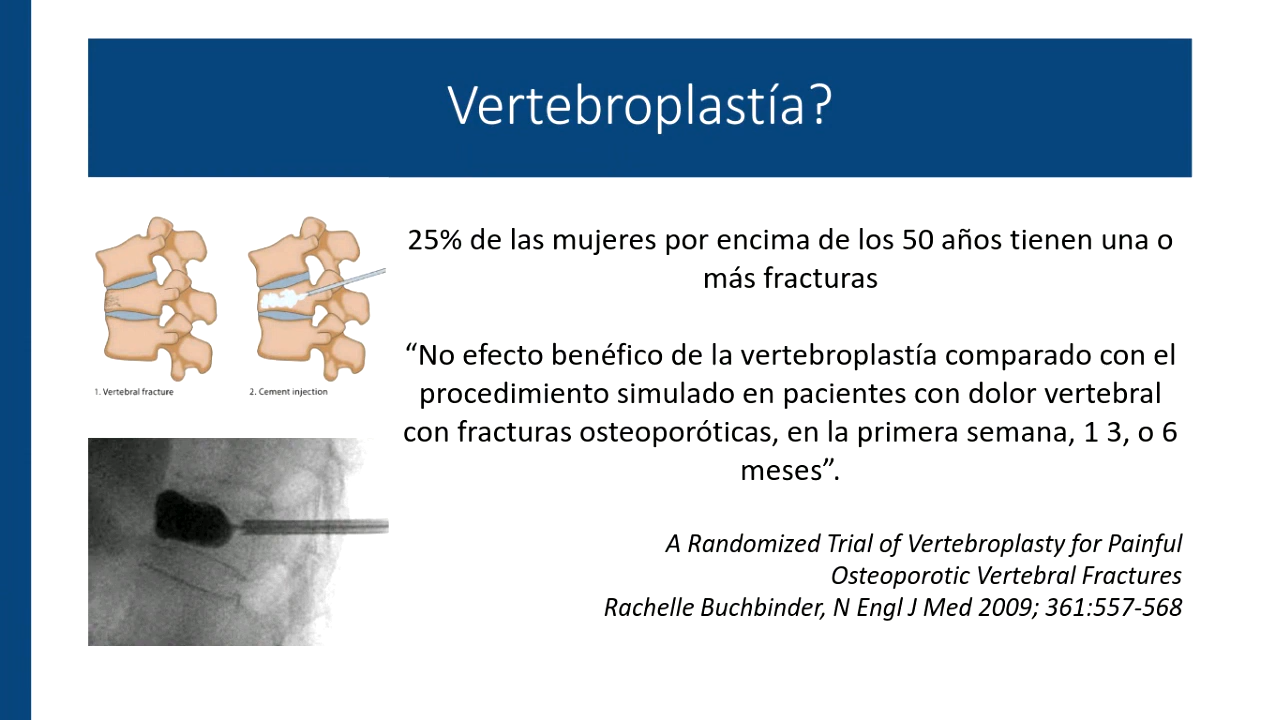 Vertebroplastía?
25% de las mujeres por encima de los 50 años tienen una o
más fracturas
“No efecto benéfico de la vertebroplastía comparado con el
procedimiento simulado en pacientes con dolor vertebral
con fracturas osteoporóticas, en la primera semana, 1 3, o 6
meses”.
1. Vertebral fracture
2. Cement injection
A Randomized Trial of Vertebroplasty for Painful
Osteoporotic Vertebral Fractures
Rachelle Buchbinder, N Engl J Med 2009; 361:557-568